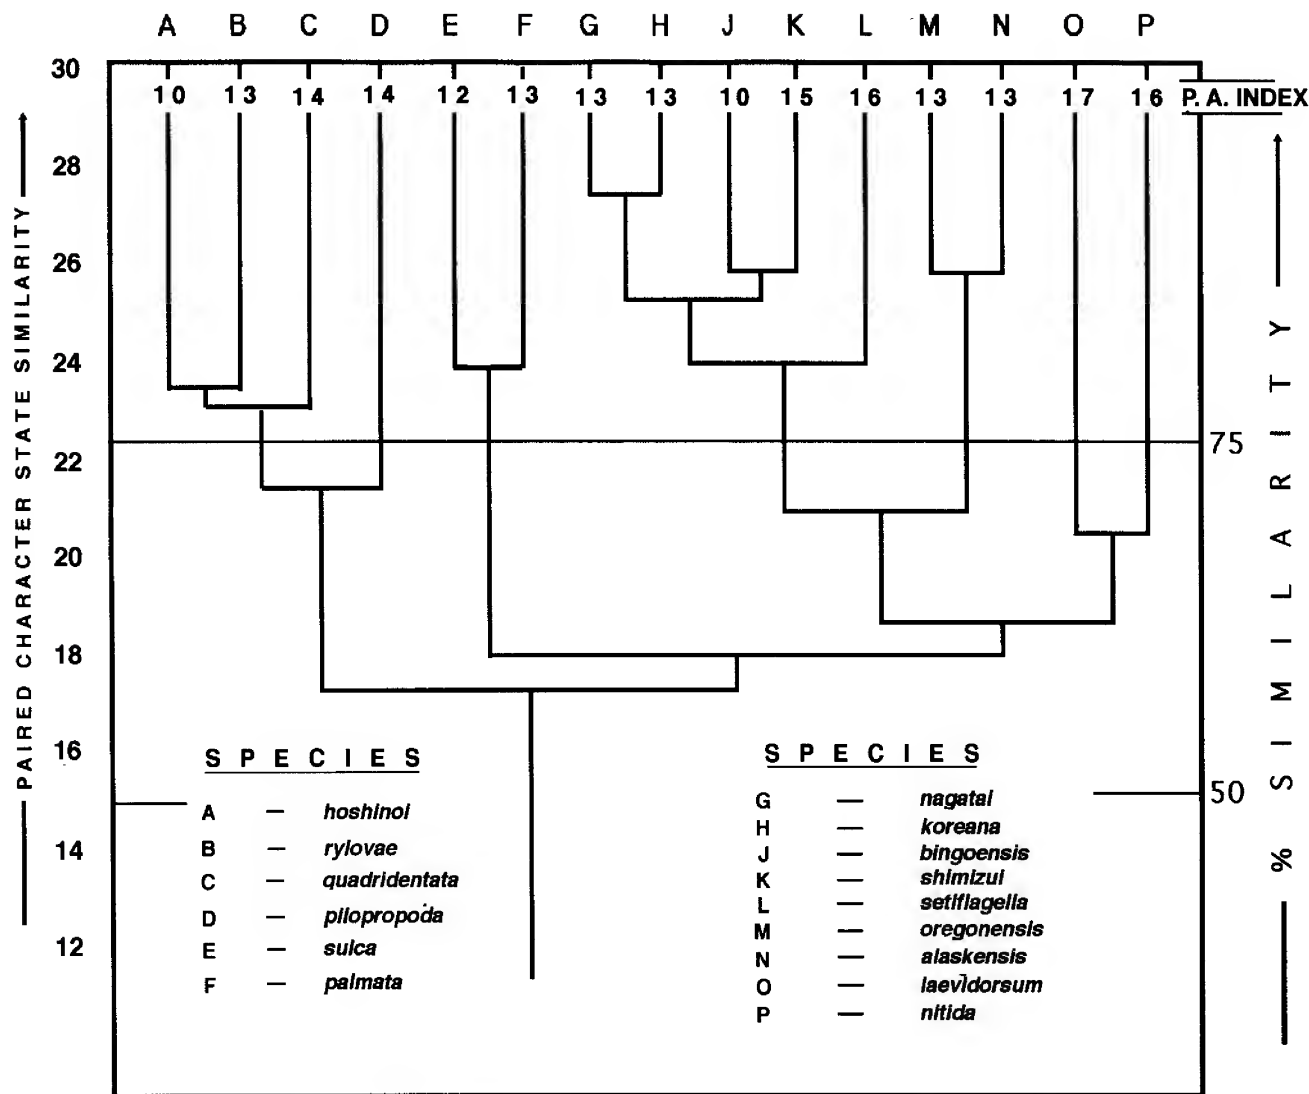 A B C D E F G H J K L M N O P
10 13 14 14 12 13 13 13 10 15 16 13 13 17 16 P. A. INDEX
30
28
26
24
22
20
18
16
14
12
PAIRED CHARACTER STATE SIMILARITY
75
50
% SIMILARITY
SPECIES
A — hoshinoi
B — rylovae
C — quadridentata
D — pilopropoda
E — sulca
F — palmata
SPECIES
G — nagatai
H — koreana
J — bingoensis
K — shimizui
L — setiflagella
M — oregonensis
N — alaskensis
O — laevidorsum
P — nitida